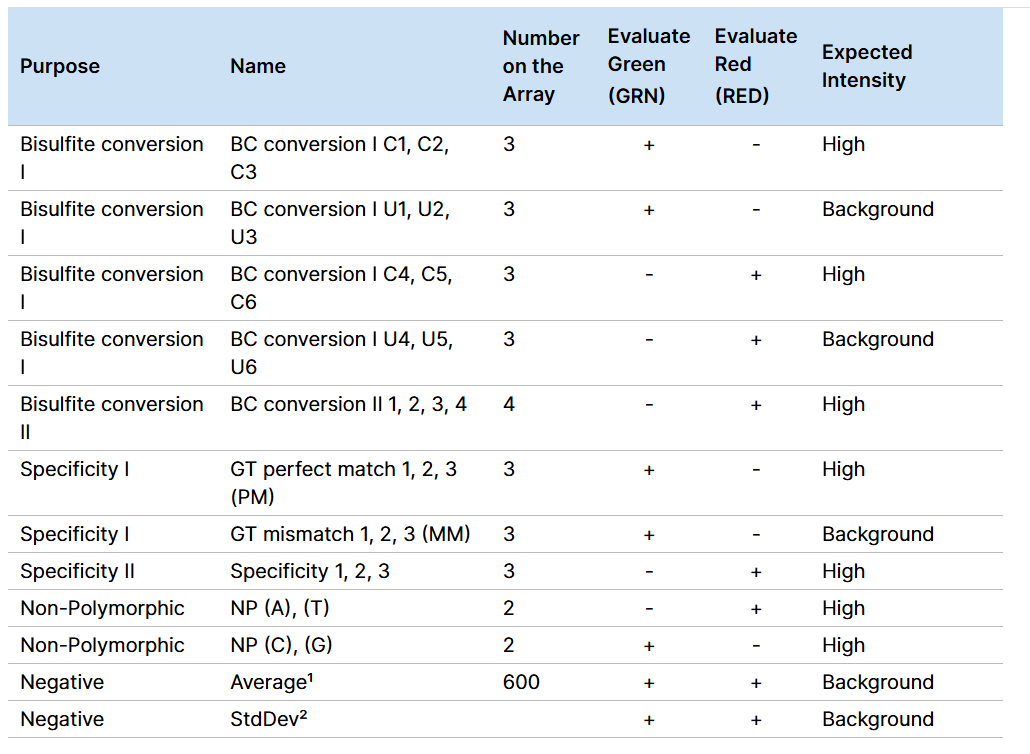 Purpose Name Number on the Array Evaluate Green (GRN) Evaluate Red (RED) Expected Intensity
Bisulfite conversion BC conversion I C1, C2, 3 + - High
I C3
Bisulfite conversion BC conversion I U1, U2, 3 + - Background
I U3
Bisulfite conversion BC conversion I C4, C5, 3 - + High
I C6
Bisulfite conversion BC conversion I U4, U5, 3 - + Background
I U6
Bisulfite conversion BC conversion II 1, 2, 3, 4 4 - + High
II
Specificity I GT perfect match 1, 2, 3 3 + - High
(PM)
Specificity I GT mismatch 1, 2, 3 (MM) 3 + - Background
Specificity II Specificity 1, 2, 3 3 - + High
Non-Polymorphic NP (A), (T) 2 - + High
Non-Polymorphic NP (C), (G) 2 + - High
Negative Average¹ 600 + + Background
Negative StdDev² + + Background